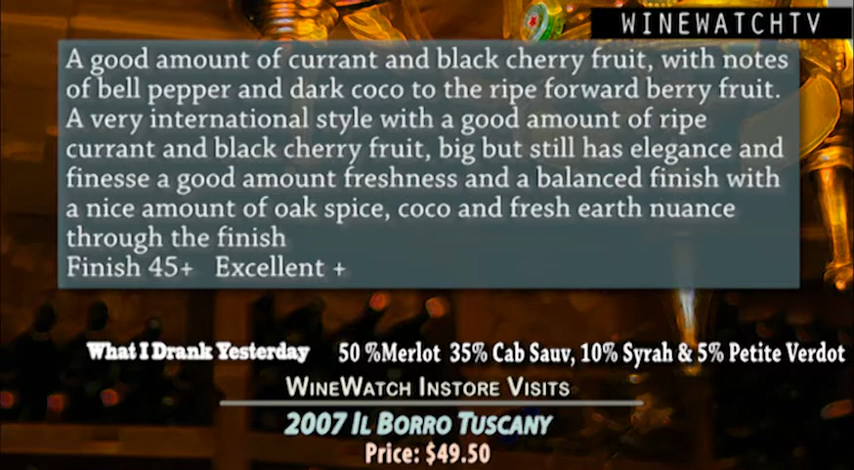 WINEWATCHTV
A good amount of currant and black cherry fruit, with notes
of bell pepper and dark coco to the ripe forward berry fruit.
A very international style with a good amount of ripe
currant and black cherry fruit, big but still has elegance and
finesse a good amount freshness and a balanced finish with
a nice amount of oak spice, coco and fresh earth nuance
through the finish
Finish 45+ Excellent +
What I Drank Yesterday 50 %Merlot 35% Cab Sauv, 10% Syrah & 5% Petite Verdot
WINEWATCH INSTORE VISITS
2007 IL BORRO TUSCANY
Price: $49.50